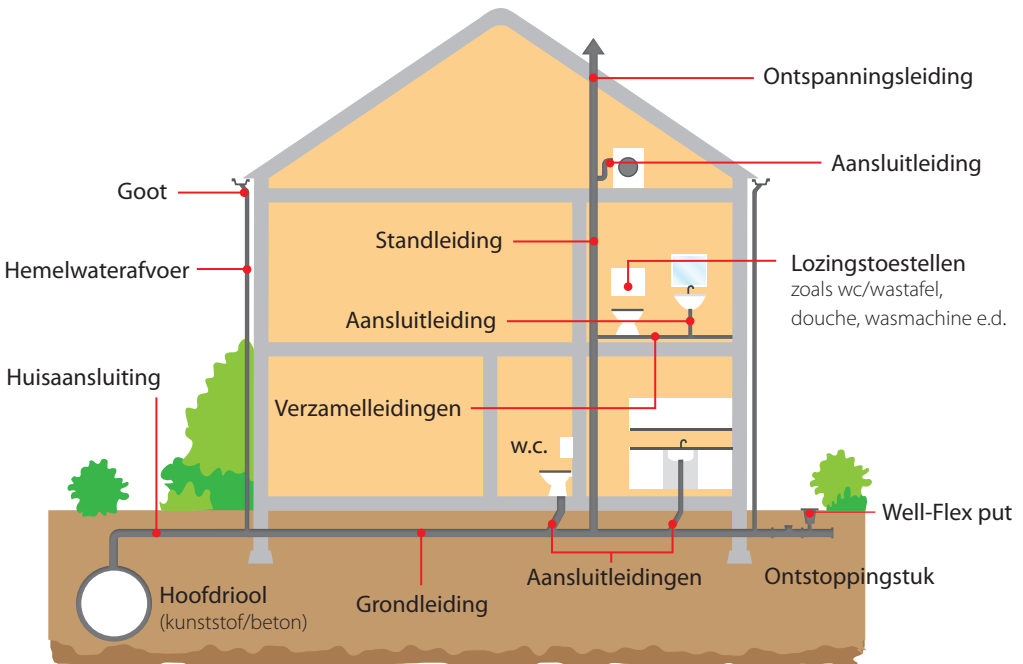 Ontspanningsleiding
Aansluitleiding
Goot
Standleiding
Hemelwaterafvoer
Lozingstoestellen
zoals wc/wastafel,
douche, wasmachine e.d.
Aansluitleiding
Huisaansluiting
Verzamelleidingen
w.c.
Well-Flex put
Aansluitleidingen
Ontstoppingstuk
Hoofdriool
(kunststof/beton)
Grondleiding